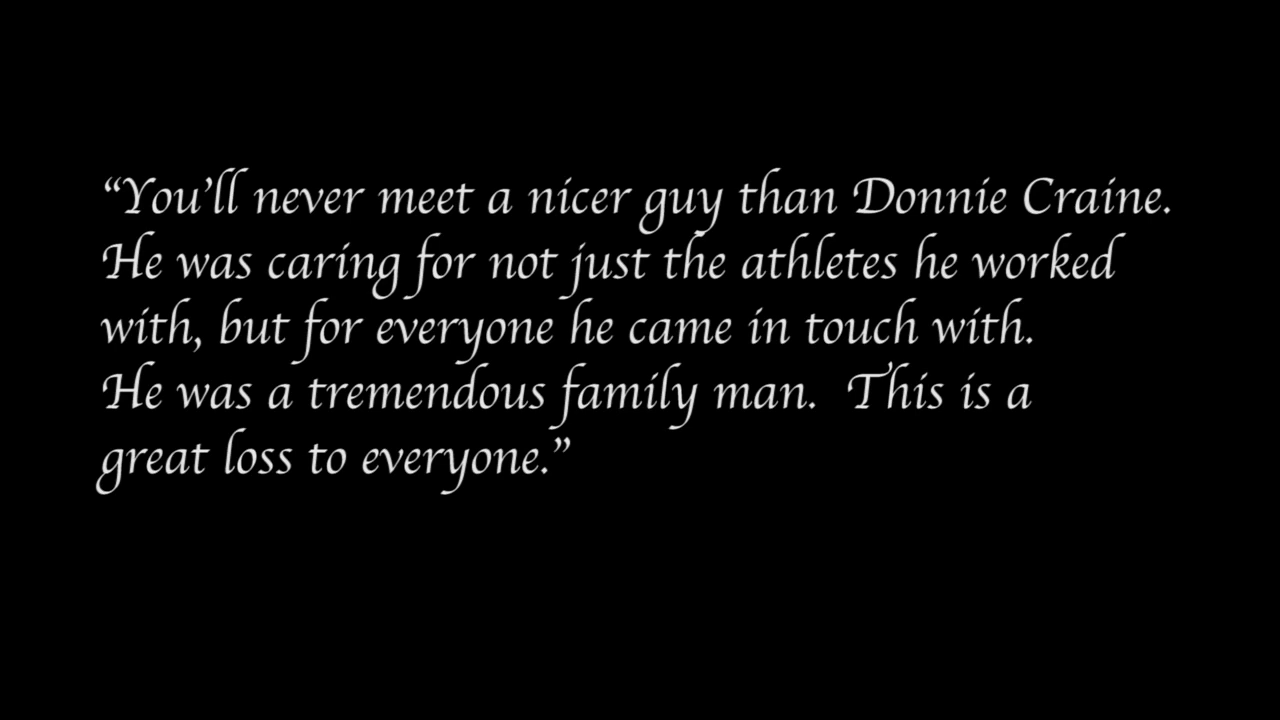 “You’ll never meet a nicer guy than Donnie Craine.
He was caring for not just the athletes he worked
with, but for everyone he came in touch with.
He was a tremendous family man.  This is a
great loss to everyone.”